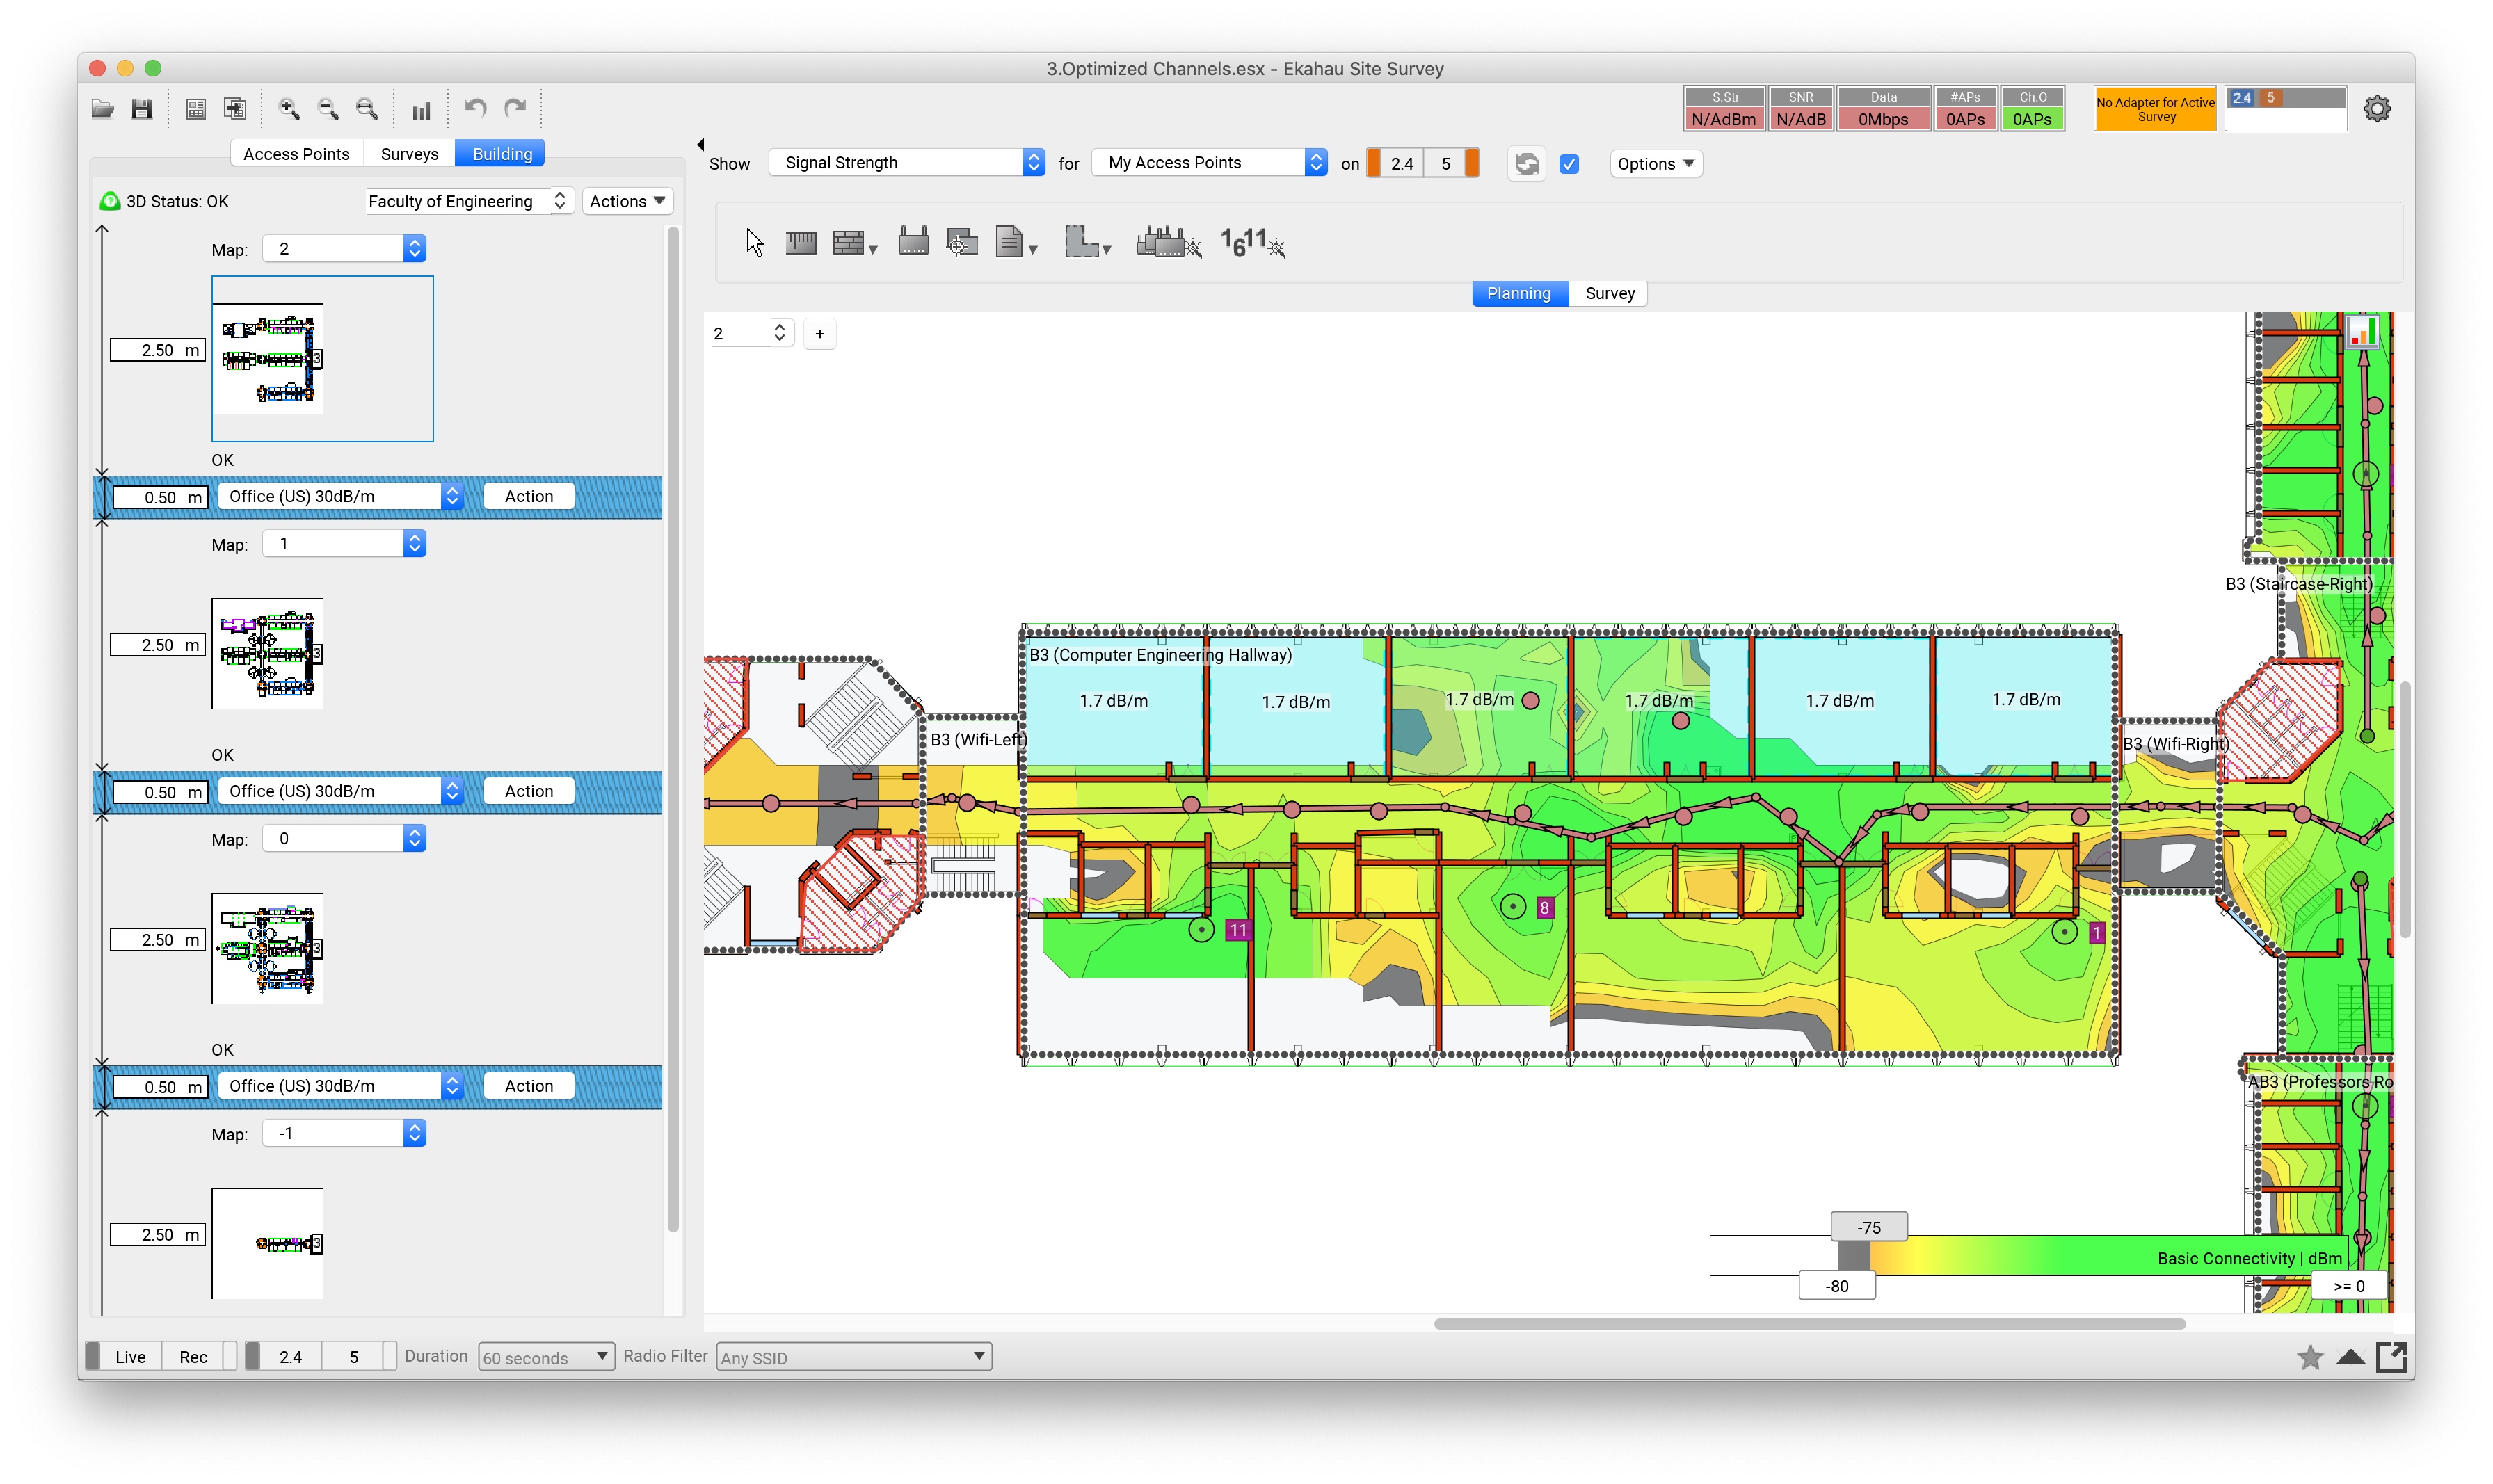 3.Optimized Channels.esx - Ekahau Site Survey
S.Str SNR Data #APs Ch.O
N/AdBm N/AdB 0Mbps 0APs 0APs
No Adapter for Active
Survey
2.4 5
Access Points Surveys Building
Show Signal Strength for My Access Points on 2.4 5 Options
3D Status: OK Faculty of Engineering Actions
1611
Planning Survey
Map: 2
2.50 m
3
OK
0.50 m Office (US) 30dB/m Action
Map: 1
2.50 m
3
OK
0.50 m Office (US) 30dB/m Action
Map: 0
2.50 m
3
OK
0.50 m Office (US) 30dB/m Action
Map: -1
2.50 m
3
2 +
B3 (Staircase-Right)
B3 (Computer Engineering Hallway)
1.7 dB/m 1.7 dB/m 1.7 dB/m 1.7 dB/m 1.7 dB/m 1.7 dB/m
B3 (Wifi-Left)
B3 (Wifi-Right)
8
11
1
AB3 (Professors Ro
-75
Basic Connectivity | dBm
-80
>= 0
Live Rec 2.4 5 Duration 60 seconds Radio Filter Any SSID